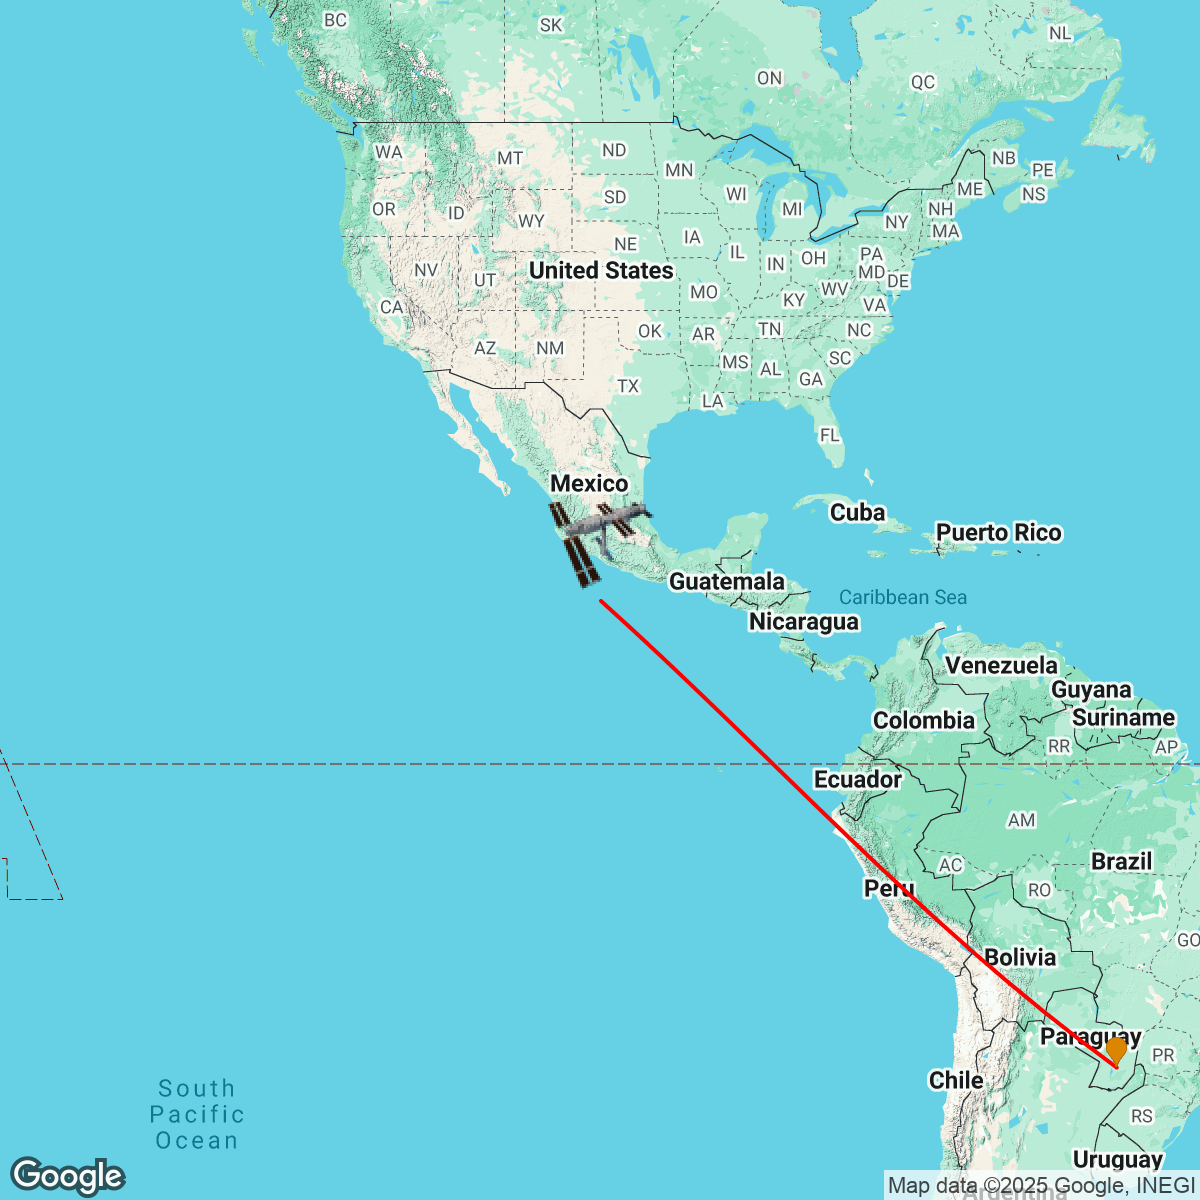 BC
SK
NL
ON
QC
WA
MT
ND
MN
NB
PE
OR
ID
SD
WI
MI
ME
NS
WY
NY
NH
MA
NV
UT
NE
IA
IL
IN
OH
PA
MD
DE
United States
CA
MO
KY
WV
VA
AZ
NM
OK
AR
TN
NC
MS
AL
SC
TX
GA
LA
FL
Mexico
Cuba
Puerto Rico
Guatemala
Caribbean Sea
Nicaragua
Venezuela
Guyana
Colombia
Suriname
RR
AP
Ecuador
AM
Brazil
AC
Peru
RO
GO
Bolivia
Paraguay
PR
Chile
South
Pacific
Ocean
RS
Uruguay
Google
Map data ©2025 Google, INEGI
Argentina